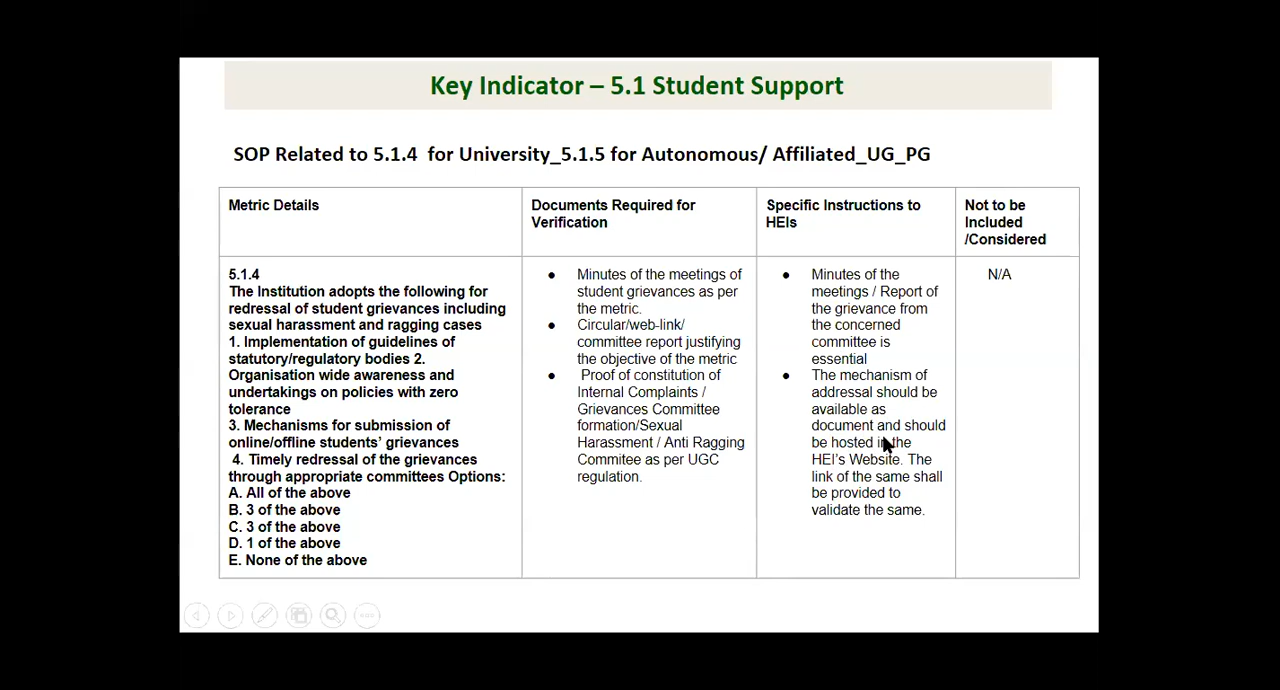 Key Indicator – 5.1 Student Support
SOP Related to 5.1.4 for University_5.1.5 for Autonomous/ Affiliated_UG_PG
Metric Details
Documents Required for
Verification
Specific Instructions to
HEIs
Not to be
Included
/Considered
5.1.4
The Institution adopts the following for
redressal of student grievances including
sexual harassment and ragging cases
1. Implementation of guidelines of
statutory/regulatory bodies 2.
Organisation wide awareness and
undertakings on policies with zero
tolerance
3. Mechanisms for submission of
online/offline students' grievances
4. Timely redressal of the grievances
through appropriate committees Options:
A. All of the above
B. 3 of the above
C. 3 of the above
D. 1 of the above
E. None of the above
● Minutes of the meetings of
student grievances as per
the metric.
● Circular/web-link/
committee report justifying
the objective of the metric
● Proof of constitution of
Internal Complaints /
Grievances Committee
formation/Sexual
Harassment / Anti Ragging
Commitee as per UGC
regulation.
● Minutes of the
meetings / Report of
the grievance from
the concerned
committee is
essential
● The mechanism of
addressal should be
available as
document and should
be hosted in the
HEI's Website. The
link of the same shall
be provided to
validate the same.
N/A